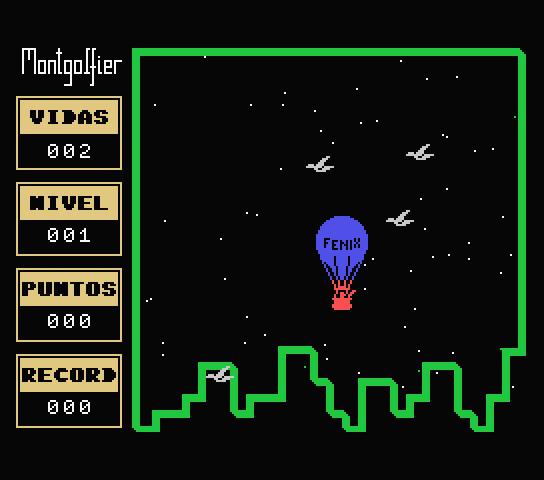 Montgolfier
VIDAS
002
NIVEL
001
PUNTOS
000
RECORD
000
FENIX